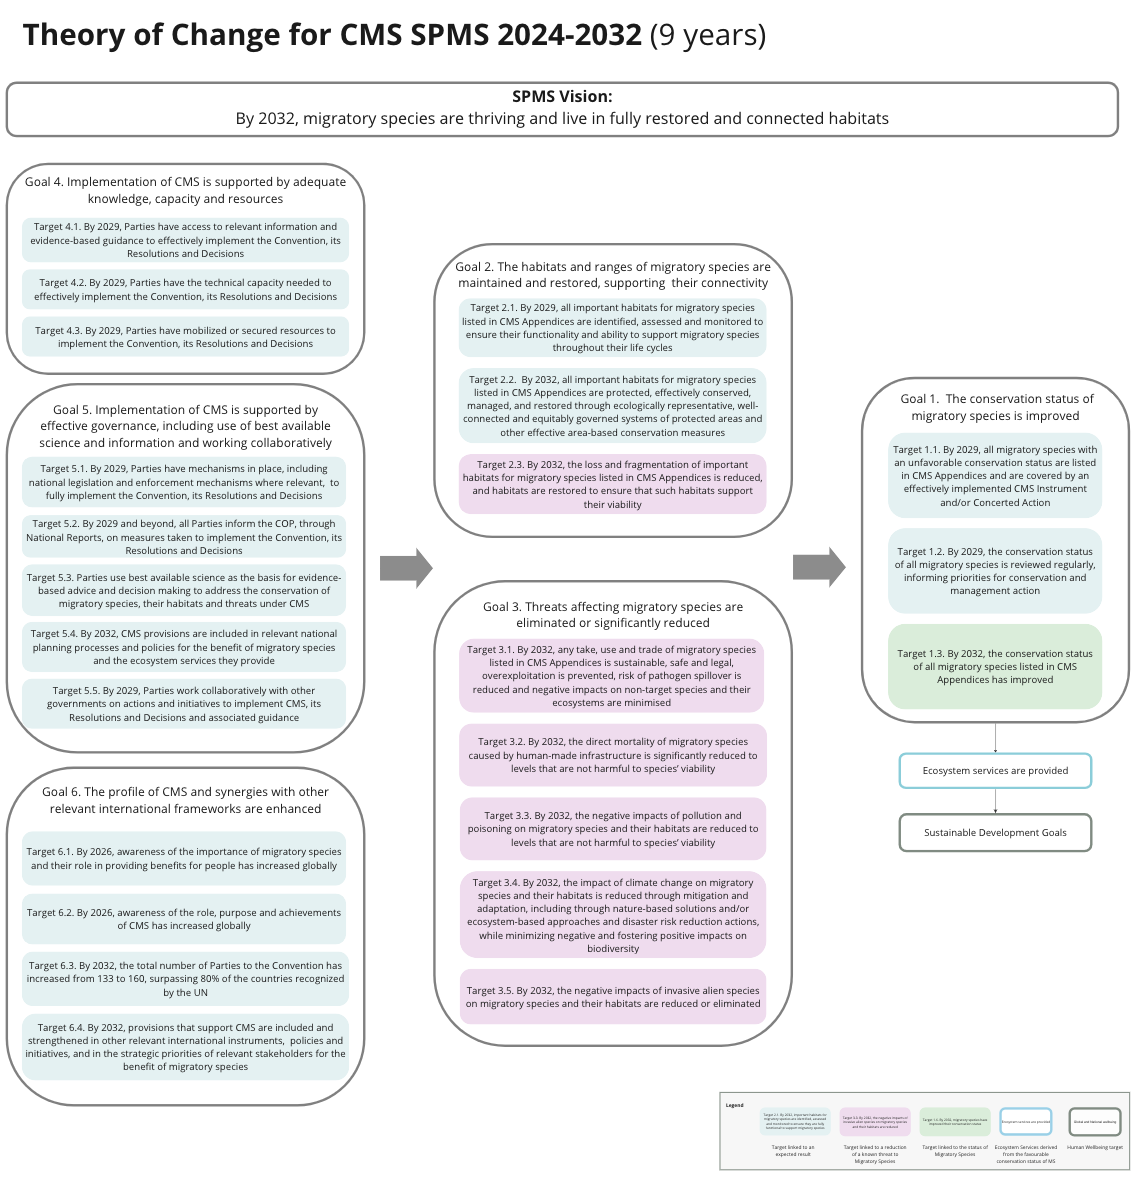 Theory of Change for CMS SPMS 2024-2032 (9 years)
SPMS Vision:
By 2032, migratory species are thriving and live in fully restored and connected habitats
Goal 4. Implementation of CMS is supported by adequate
knowledge, capacity and resources
Target 4.1. By 2029, Parties have access to relevant information and
evidence-based guidance to effectively implement the Convention, its
Resolutions and Decisions
Target 4.2. By 2029, Parties have the technical capacity needed to
effectively implement the Convention, its Resolutions and Decisions
Target 4.3. By 2029, Parties have mobilized or secured resources to
implement the Convention, its Resolutions and Decisions
Goal 5. Implementation of CMS is supported by
effective governance, including use of best available
science and information and working collaboratively
Target 5.1. By 2029, Parties have mechanisms in place, including
national legislation and enforcement mechanisms where relevant, to
fully implement the Convention, its Resolutions and Decisions
Target 5.2. By 2029 and beyond, all Parties inform the COP, through
National Reports, on measures taken to implement the Convention, its
Resolutions and Decisions
Target 5.3. Parties use best available science as the basis for evidence-
based advice and decision making to address the conservation of
migratory species, their habitats and threats under CMS
Target 5.4. By 2032, CMS provisions are included in relevant national
planning processes and policies for the benefit of migratory species
and the ecosystem services they provide
Target 5.5. By 2029, Parties work collaboratively with other
governments on actions and initiatives to implement CMS, its
Resolutions and Decisions and associated guidance
Goal 6. The profile of CMS and synergies with other
relevant international frameworks are enhanced
Target 6.1. By 2026, awareness of the importance of migratory species
and their role in providing benefits for people has increased globally
Target 6.2. By 2026, awareness of the role, purpose and achievements
of CMS has increased globally
Target 6.3. By 2032, the total number of Parties to the Convention has
increased from 133 to 160, surpassing 80% of the countries recognized
by the UN
Target 6.4. By 2032, provisions that support CMS are included and
strengthened in other relevant international instruments, policies and
initiatives, and in the strategic priorities of relevant stakeholders for the
benefit of migratory species
Goal 2. The habitats and ranges of migratory species are
maintained and restored, supporting their connectivity
Target 2.1. By 2029, all important habitats for migratory species
listed in CMS Appendices are identified, assessed and monitored to
ensure their functionality and ability to support migratory species
throughout their life cycles
Target 2.2. By 2032, all important habitats for migratory species
listed in CMS Appendices are protected, effectively conserved,
managed, and restored through ecologically representative, well-
connected and equitably governed systems of protected areas and
other effective area-based conservation measures
Target 2.3. By 2032, the loss and fragmentation of important
habitats for migratory species listed in CMS Appendices is reduced,
and habitats are restored to ensure that such habitats support
their viability
Goal 3. Threats affecting migratory species are
eliminated or significantly reduced
Target 3.1. By 2032, any take, use and trade of migratory species
listed in CMS Appendices is sustainable, safe and legal,
overexploitation is prevented, risk of pathogen spillover is
reduced and negative impacts on non-target species and their
ecosystems are minimised
Target 3.2. By 2032, the direct mortality of migratory species
caused by human-made infrastructure is significantly reduced to
levels that are not harmful to species' viability
Target 3.3. By 2032, the negative impacts of pollution and
poisoning on migratory species and their habitats are reduced to
levels that are not harmful to species' viability
Target 3.4. By 2032, the impact of climate change on migratory
species and their habitats is reduced through mitigation and
adaptation, including through nature-based solutions and/or
ecosystem-based approaches and disaster risk reduction actions,
while minimizing negative and fostering positive impacts on
biodiversity
Target 3.5. By 2032, the negative impacts of invasive alien species
on migratory species and their habitats are reduced or eliminated
Goal 1. The conservation status of
migratory species is improved
Target 1.1. By 2029, all migratory species with
an unfavorable conservation status are listed
in CMS Appendices and are covered by an
effectively implemented CMS Instrument
and/or Concerted Action
Target 1.2. By 2029, the conservation status
of all migratory species is reviewed regularly,
informing priorities for conservation and
management action
Target 1.3. By 2032, the conservation status
of all migratory species listed in CMS
Appendices has improved
Ecosystem services are provided
Sustainable Development Goals
Legend
Target linked to an
expected result
Target linked to a reduction
of a known threat to
Migratory Species
Target linked to the status of
Migratory Species
Ecosystem services are provided
Ecosystem Services derived
from the favourable
conservation status of MS
Human Wellbeing target